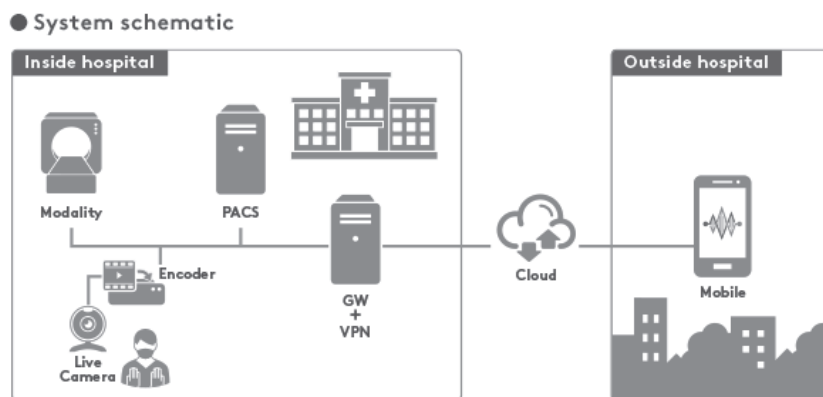 System schematic
Inside hospital
Outside hospital
Modality
PACS
Encoder
Live
Camera
GW
+
VPN
Cloud
Mobile